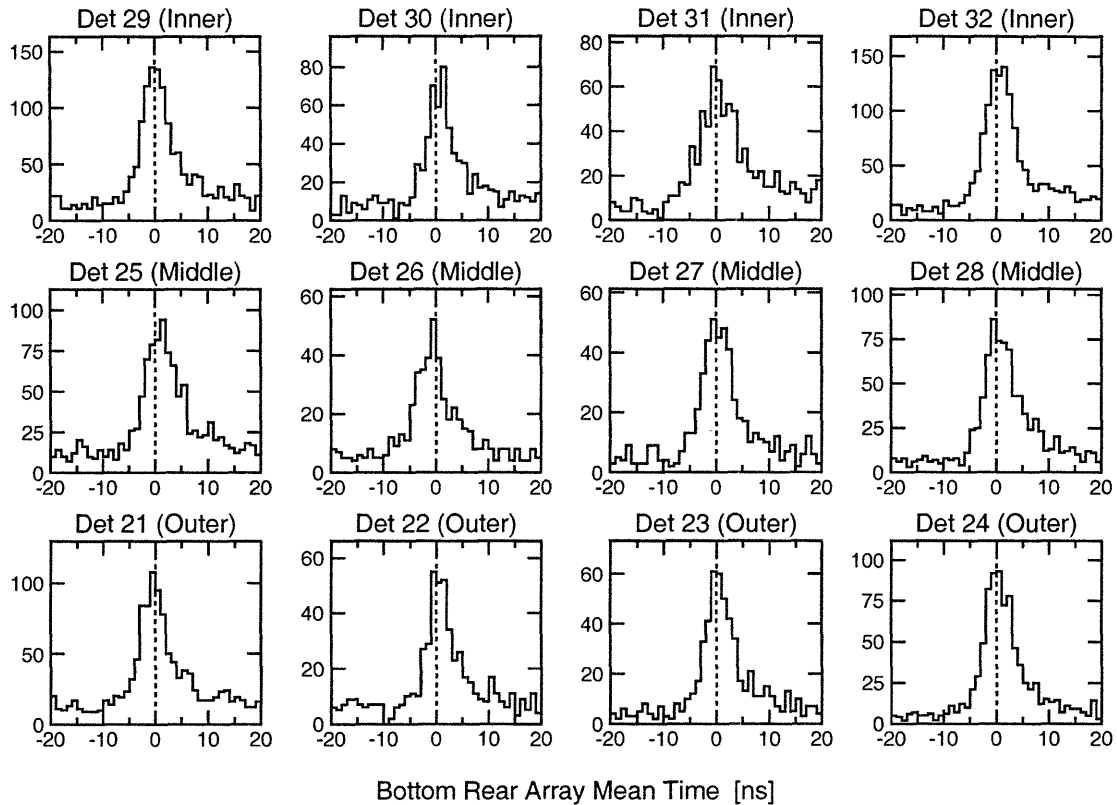 Det 29 (Inner) Det 30 (Inner) Det 31 (Inner) Det 32 (Inner)
150 100 50 0
80 60 40 20 0
80 60 40 20 0
150 100 50 0
-20 -10 0 10 20 -20 -10 0 10 20 -20 -10 0 10 20 -20 -10 0 10 20
Det 25 (Middle) Det 26 (Middle) Det 27 (Middle) Det 28 (Middle)
100 75 50 25 0
60 40 20 0
60 40 20 0
100 75 50 25 0
-20 -10 0 10 20 -20 -10 0 10 20 -20 -10 0 10 20 -20 -10 0 10 20
Det 21 (Outer) Det 22 (Outer) Det 23 (Outer) Det 24 (Outer)
100 50 0
60 40 20 0
60 40 20 0
100 75 50 25 0
-20 -10 0 10 20 -20 -10 0 10 20 -20 -10 0 10 20 -20 -10 0 10 20
Bottom Rear Array Mean Time [ns]